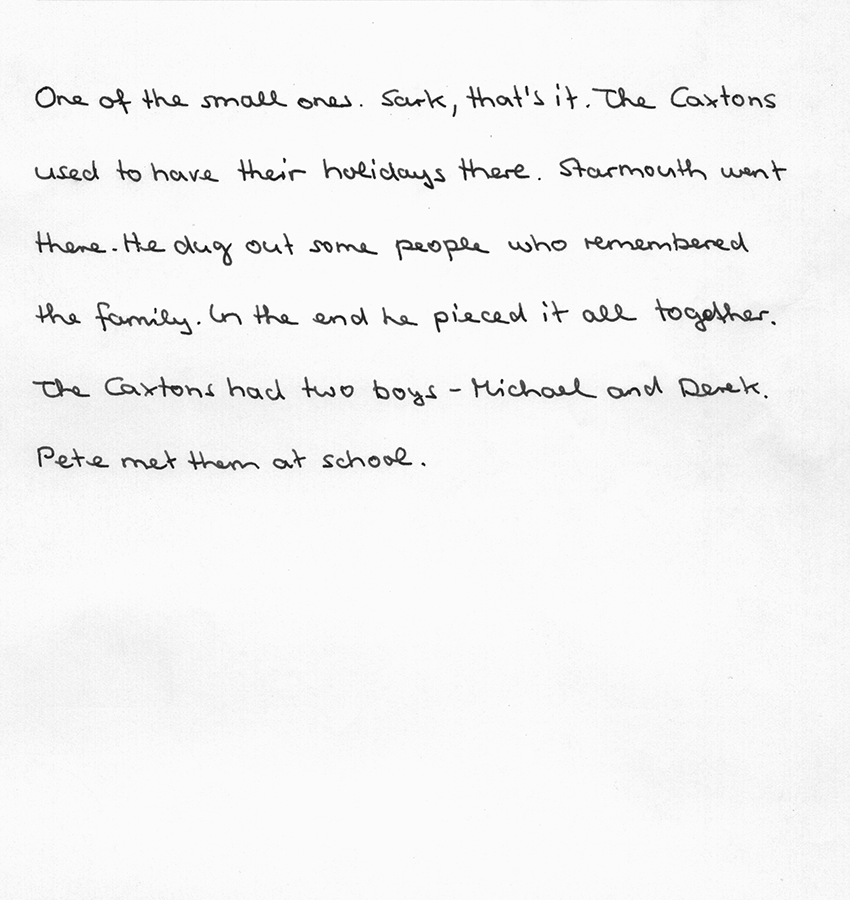 One of the small ones. Sark, that's it. The Caxtons
used to have their holidays there. Starmouth went
there. He dug out some people who remembered
the family. In the end he pieced it all together.
The Caxtons had two boys - Michael and Derek.
Pete met them at school.